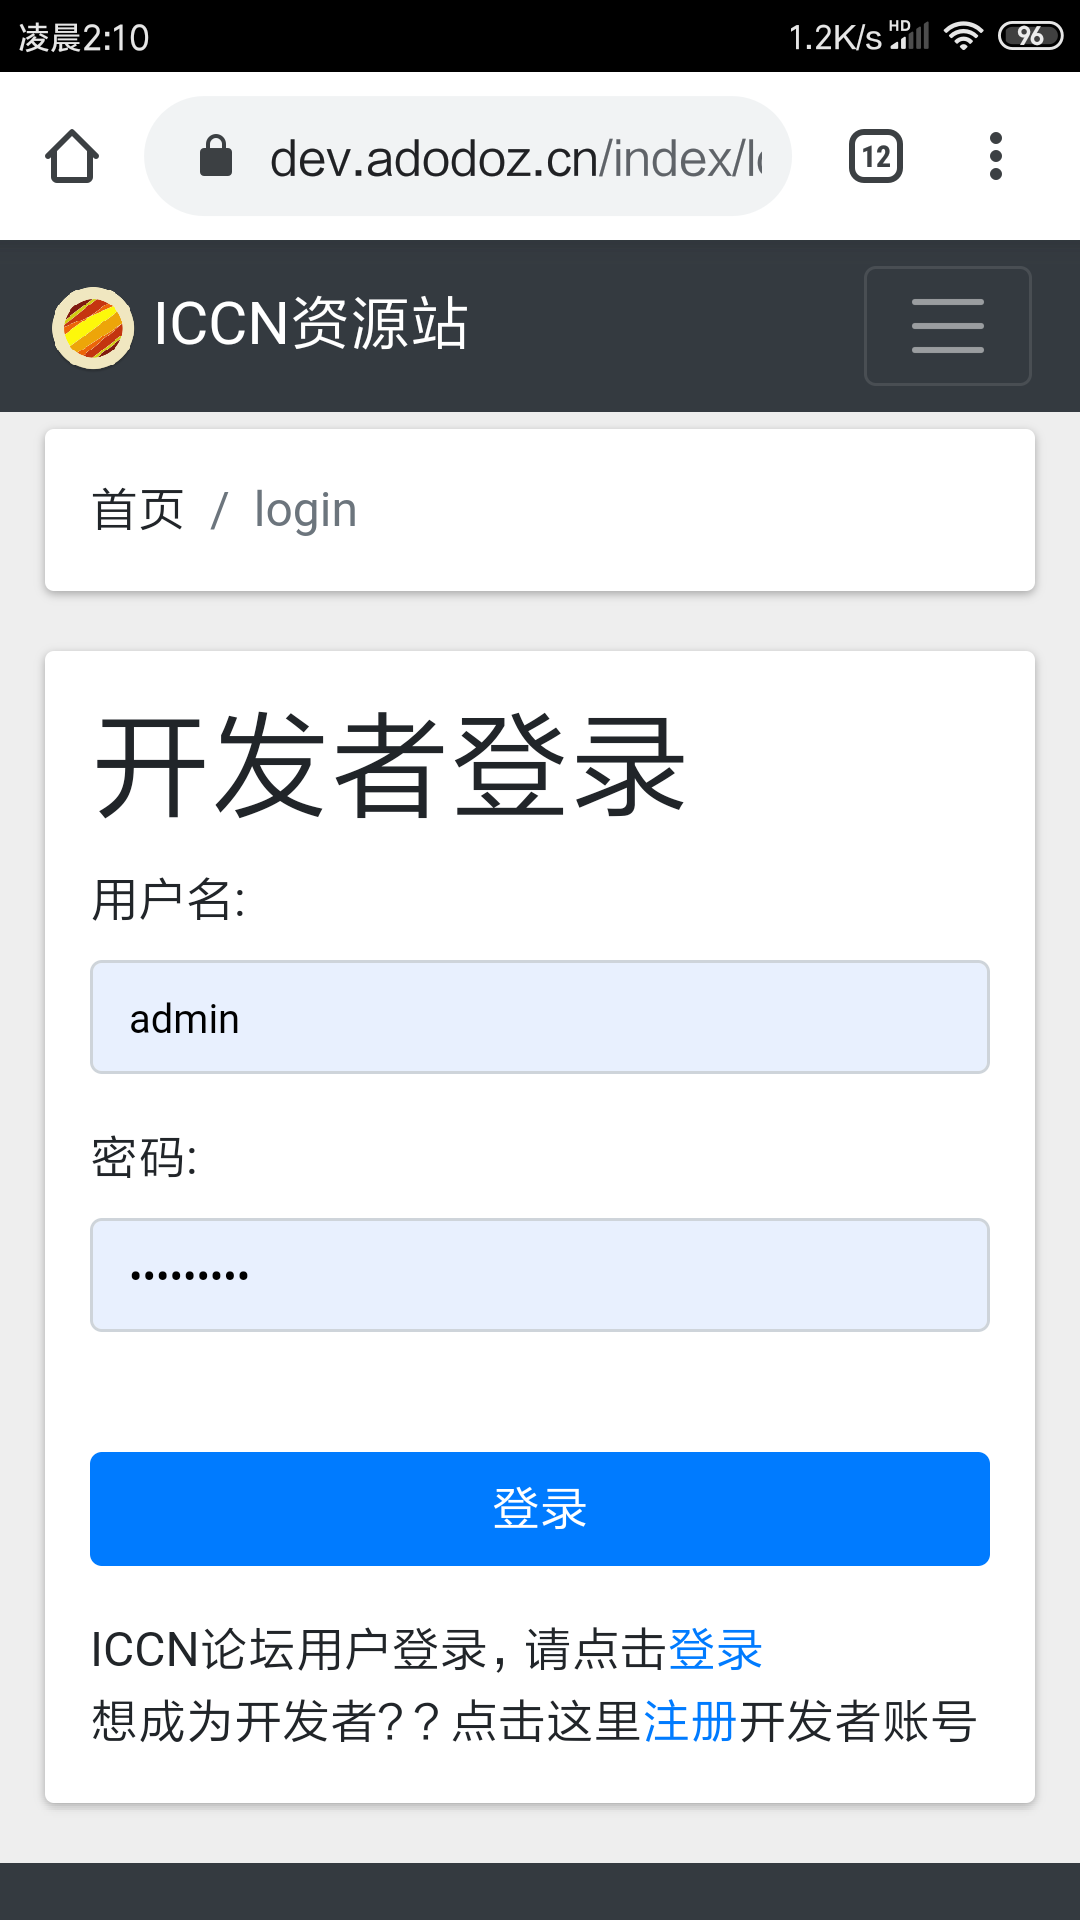 凌晨2:10 1.2K/s HD 96
dev.adodoz.cn/index/l 12
ICCN资源站
首页 / login
开发者登录
用户名:
admin
密码:
•••••••••
登录
ICCN论坛用户登录, 请点击登录
想成为开发者? ? 点击这里注册开发者账号